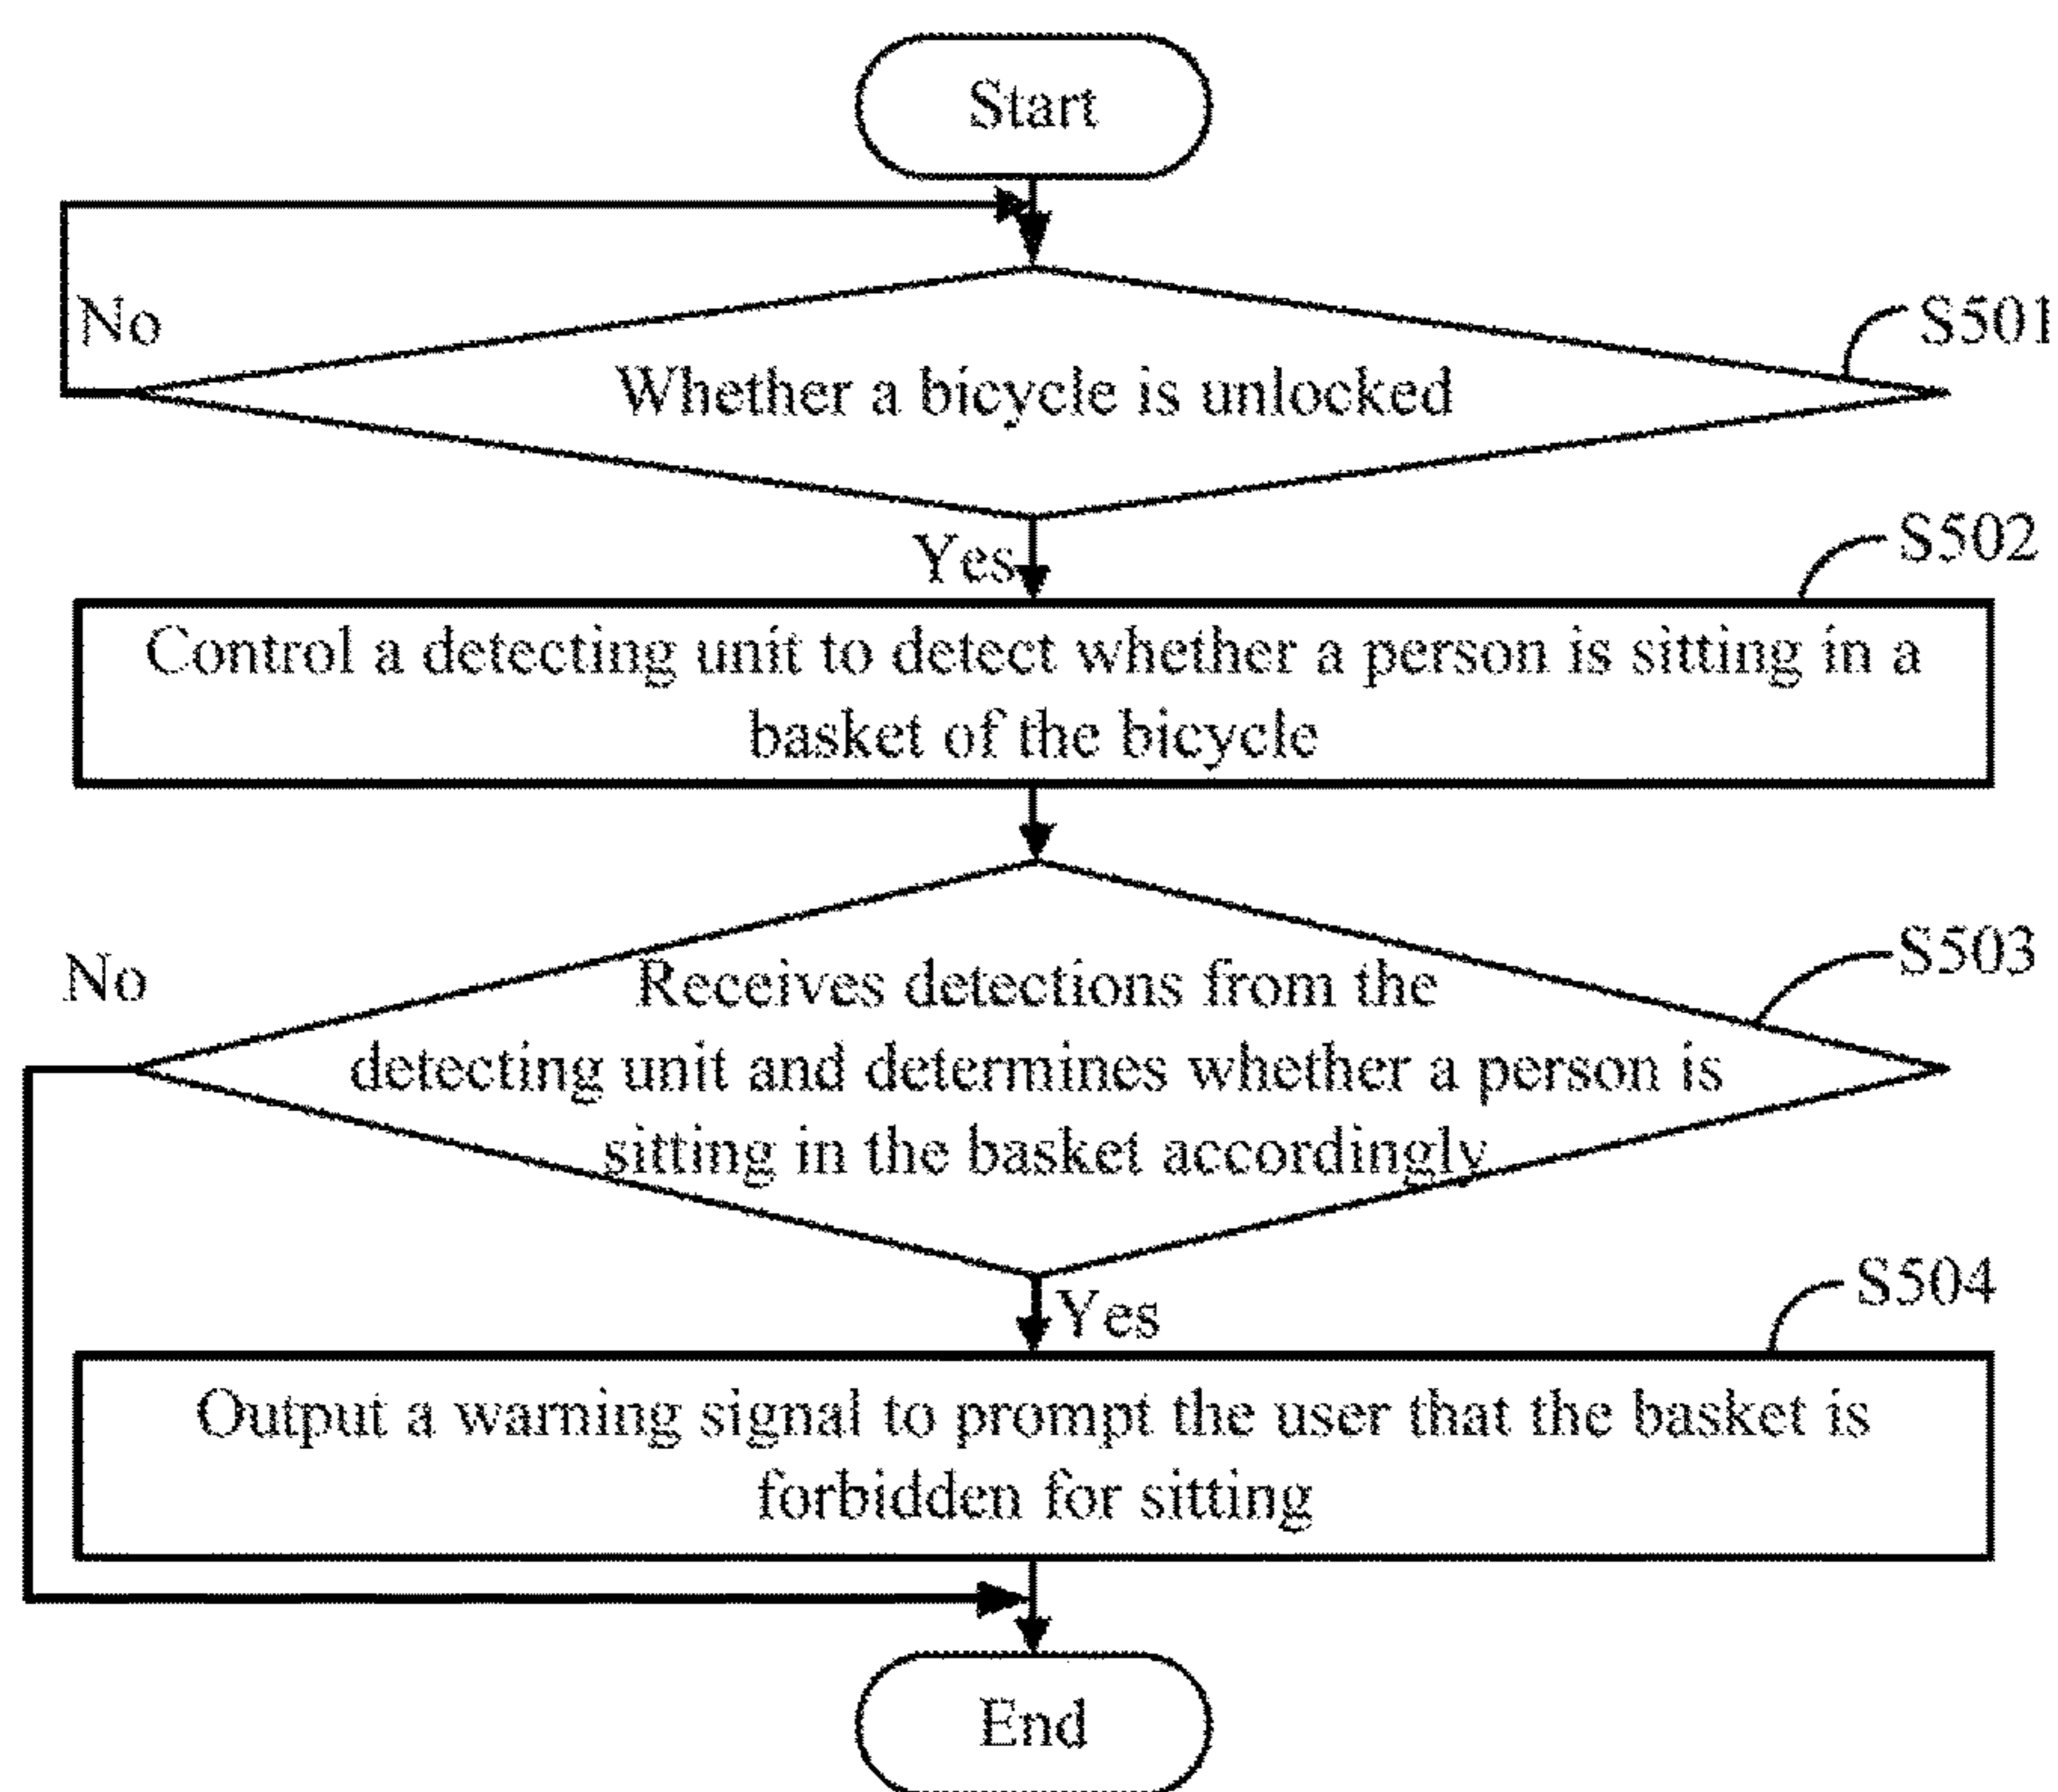 Start
No
S501
Whether a bicycle is unlocked
Yes
S502
Control a detecting unit to detect whether a person is sitting in a
basket of the bicycle
No
S503
Receives detections from the
detecting unit and determines whether a person is
sitting in the basket accordingly
Yes
S504
Output a warning signal to prompt the user that the basket is
forbidden for sitting
End